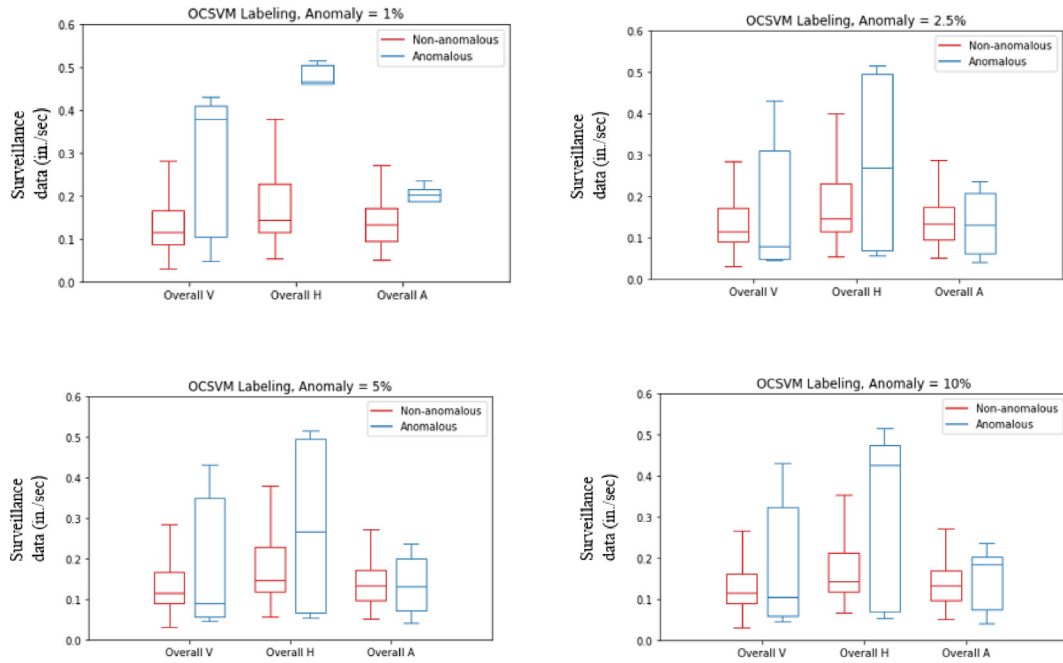 OCSVM Labeling, Anomaly = 1%
0.6
0.5
0.4
0.3
0.2
0.1
0.0
Surveillance
data (in./sec)
Non-anomalous
Anomalous
Overall V
Overall H
Overall A
OCSVM Labeling, Anomaly = 2.5%
0.6
0.5
0.4
0.3
0.2
0.1
0.0
Surveillance
data (in./sec)
Non-anomalous
Anomalous
Overall V
Overall H
Overall A
OCSVM Labeling, Anomaly = 5%
0.6
0.5
0.4
0.3
0.2
0.1
0.0
Surveillance
data (in./sec)
Non-anomalous
Anomalous
Overall V
Overall H
Overall A
OCSVM Labeling, Anomaly = 10%
0.6
0.5
0.4
0.3
0.2
0.1
0.0
Surveillance
data (in./sec)
Non-anomalous
Anomalous
Overall V
Overall H
Overall A